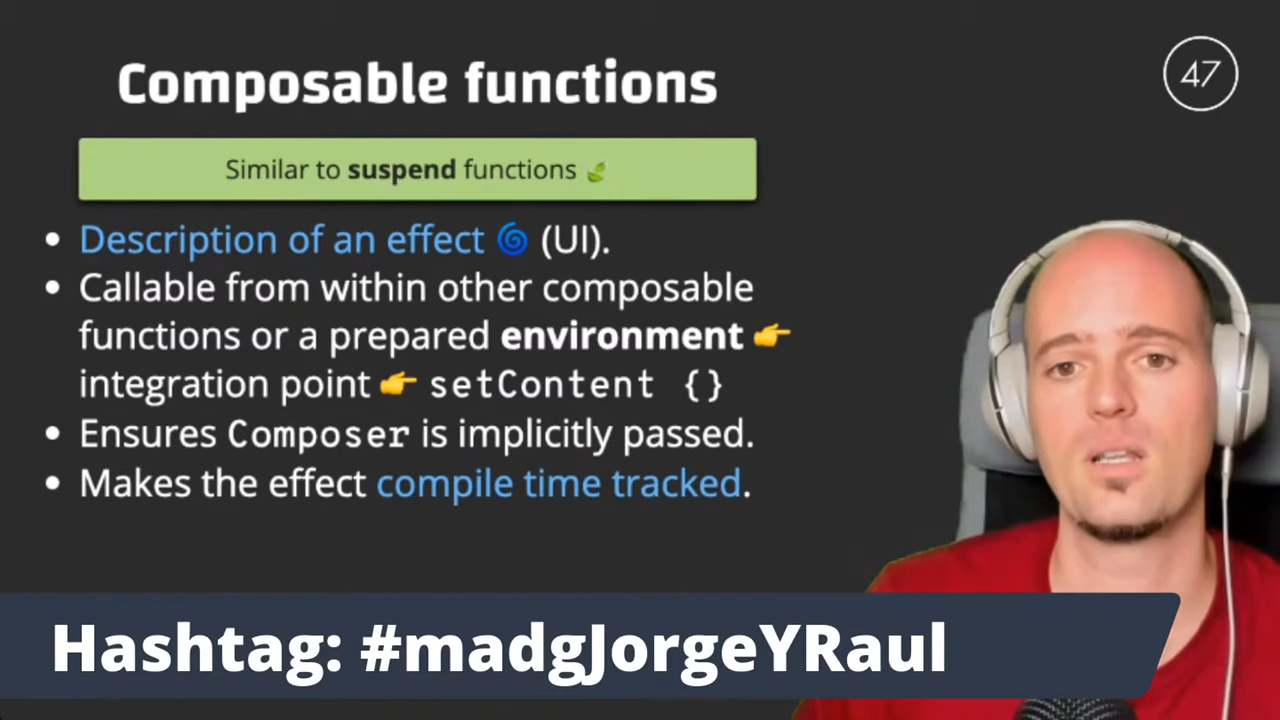 Composable functions
47
Similar to suspend functions 🍃
• Description of an effect 🌀 (UI).
• Callable from within other composable
functions or a prepared environment 👉
integration point 👉 setContent {}
• Ensures Composer is implicitly passed.
• Makes the effect compile time tracked.
Hashtag: #madgJorgeYRaul